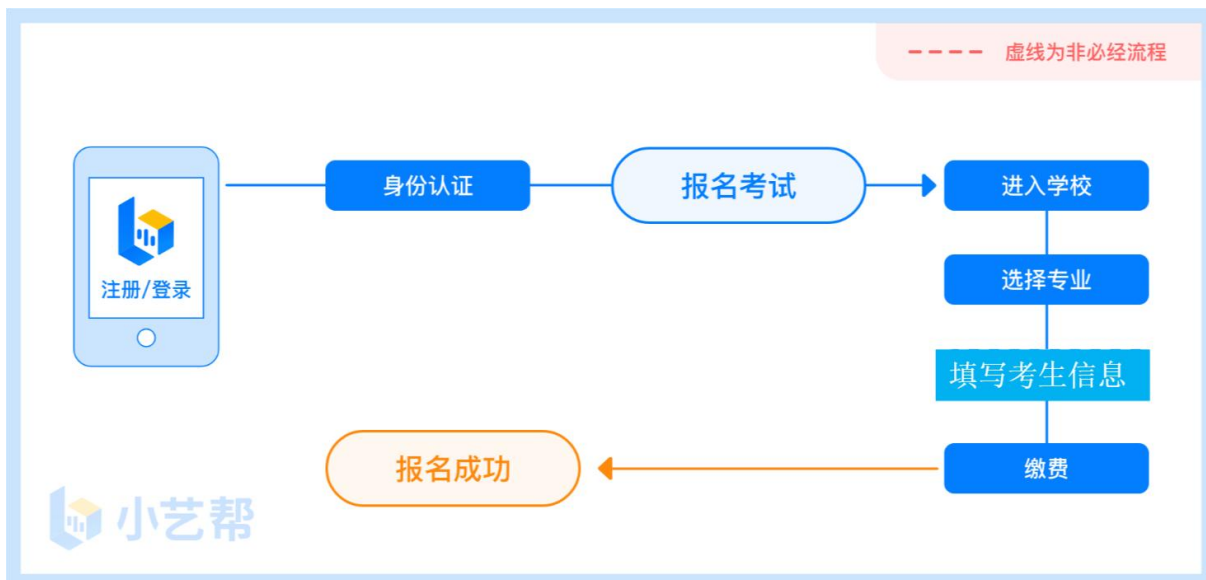 虚线为非必经流程
注册/登录
身份认证
报名考试
进入学校
选择专业
填写考生信息
缴费
报名成功
小艺帮